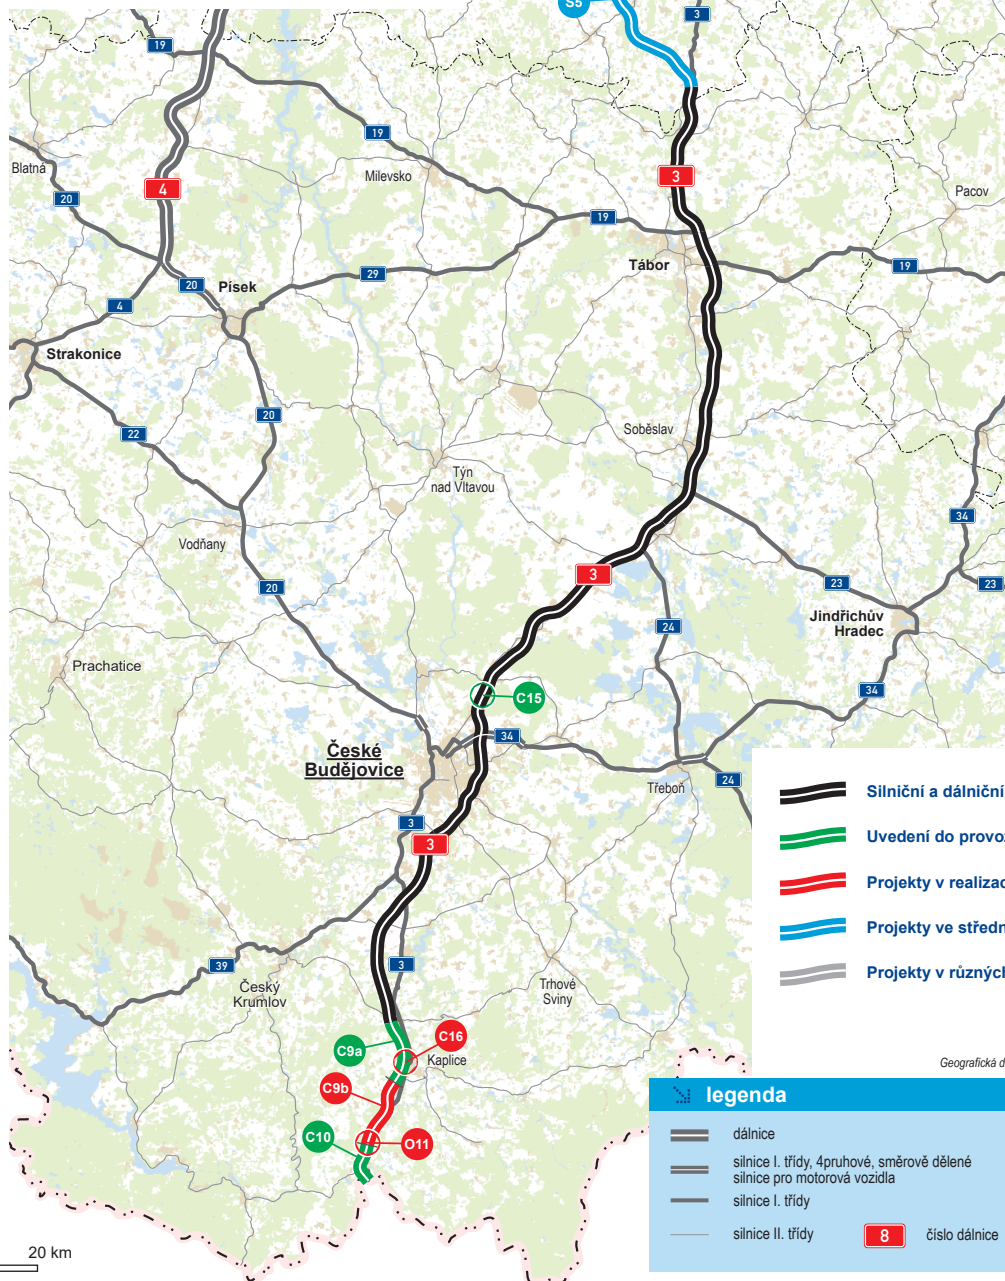 S5
3
19
19
Blatná
Milevsko
4
3
20
Pacov
19
Tábor
19
29
20
Písek
4
Strakonice
20
Soběslav
22
Týn
nad Vltavou
34
Vodňany
3
20
23
23
Jindřichův
Hradec
24
Prachatice
34
C15
34
České
Budějovice
24
Třeboň
Silniční a dálniční
3
3
Uvedení do provoz
Projekty v realizac
Projekty ve středn
39
3
Český
Krumlov
Trhové
Sviny
Projekty v různých
C16
C9a
Kaplice
Geografická d
C9b
legenda
C10
O11
dálnice
silnice I. třídy, 4pruhové, směrově dělené
silnice pro motorová vozidla
silnice I. třídy
silnice II. třídy
8
číslo dálnice
20 km